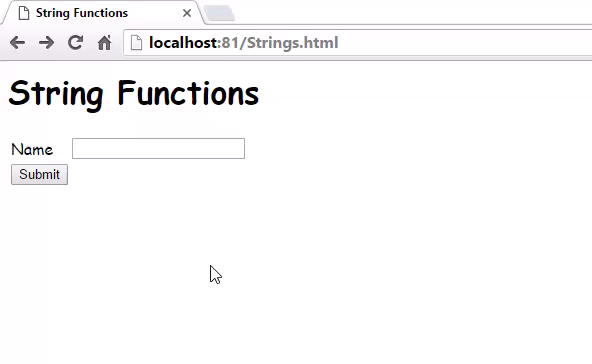 String Functions
localhost:81/Strings.html
String Functions
Name
Submit